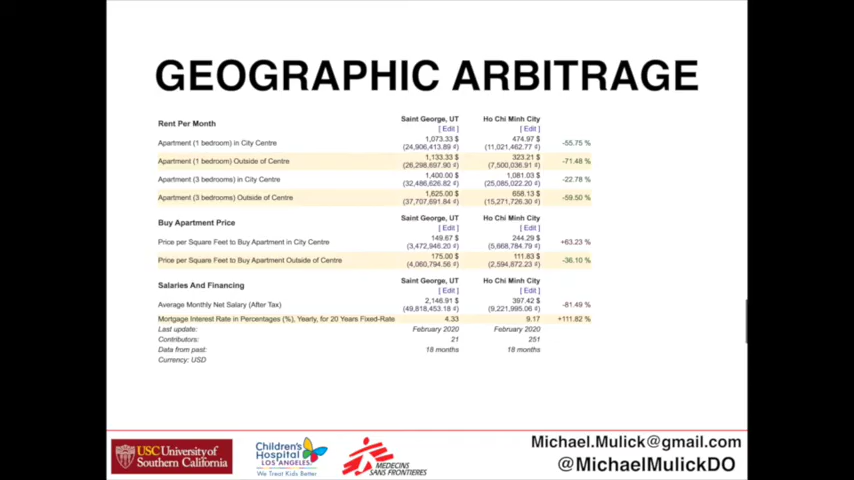 GEOGRAPHIC ARBITRAGE
Rent Per Month Saint George, UT Ho Chi Minh City
[ Edit ] [ Edit ]
Apartment (1 bedroom) in City Centre 1,073.33 $ (24,906,413.89 ₫) 474.97 $ (11,021,462.77 ₫) -55.75 %
Apartment (1 bedroom) Outside of Centre 1,133.33 $ (26,298,697.90 ₫) 323.21 $ (7,500,036.91 ₫) -71.48 %
Apartment (3 bedrooms) in City Centre 1,400.00 $ (32,486,626.82 ₫) 1,081.03 $ (25,085,022.20 ₫) -22.78 %
Apartment (3 bedrooms) Outside of Centre 1,625.00 $ (37,707,691.84 ₫) 658.13 $ (15,271,726.30 ₫) -59.50 %
Buy Apartment Price Saint George, UT Ho Chi Minh City
[ Edit ] [ Edit ]
Price per Square Feet to Buy Apartment in City Centre 149.67 $ (3,472,946.20 ₫) 244.29 $ (5,668,784.79 ₫) +63.23 %
Price per Square Feet to Buy Apartment Outside of Centre 175.00 $ (4,060,794.56 ₫) 111.83 $ (2,594,872.23 ₫) -36.10 %
Salaries And Financing Saint George, UT Ho Chi Minh City
[ Edit ] [ Edit ]
Average Monthly Net Salary (After Tax) 2,146.91 $ (49,818,453.18 ₫) 397.42 $ (9,221,995.06 ₫) -81.49 %
Mortgage Interest Rate in Percentages (%), Yearly, for 20 Years Fixed-Rate 4.33 9.17 +111.82 %
Last update: February 2020 February 2020
Contributors: 21 251
Data from past: 18 months 18 months
Currency: USD
USC University of
Southern California
Children's
Hospital
LOS ANGELES
We Treat Kids Better
MEDECINS
SANS FRONTIERES
Michael.Mulick@gmail.com
@MichaelMulickDO